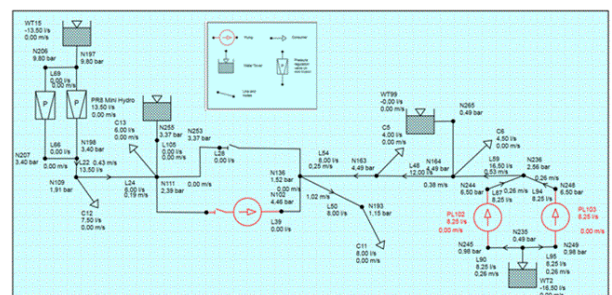 WT15
-13,50 l/s
0.00 m/s
N206
9.80 bar
N197
9.80 bar
L69
0.00 l/s
0.00 m/s
P
P
PR8 Mini Hydro
13,50 l/s
0.00 m/s
L66
0.00 l/s
N198
3,40 bar
N207
3,40 bar
0.00 m/s
L22
0,43 m/s
13,50 l/s
N109
1,91 bar
C12
7,50 l/s
0.00 m/s
C13
6,00 l/s
0.00 m/s
N255
3.37 bar
L105
0.00 l/s
0.00 m/s
N253
3.37 bar
L24
6,00 l/s
0,19 m/s
N111
2,39 bar
0,00 m/s
L28
0.00 l/s
Pump
Consumer
Water Tower
Pressure
Line and
nodes
L54
6,00 l/s
0,25 m/s
N136
1,52 bar
0.00 m/s
N102
4,46 bar
L39
0.00 l/s
1,02 m/s
L50
8,00 l/s
N193
1,15 bar
C11
8,00 l/s
0.00 m/s
WT99
-0.00 l/s
0.00 m/s
C5
4,00 l/s
0.00 m/s
N265
0.49 bar
N163
4,49 bar
L48
12,00 l/s
N164
4,49 bar
0.38 m/s
C6
4,50 l/s
0.00 m/s
L59
16,50 l/s
0,53 m/s
N236
2,56 bar
N244
6,50 bar
L87
8,25 l/s
0,26 m/s
L94
8,25 l/s
0,26 m/s
N248
6,50 bar
PL102
8,25 l/s
0.00 m/s
PL103
8,25 l/s
0.00 m/s
N245
0.98 bar
N235
0.49 bar
N249
0.98 bar
L90
8.25 l/s
0.26 m/s
L95
8.25 l/s
0.26 m/s
WT2
-16,50 l/s
0.00 m/s